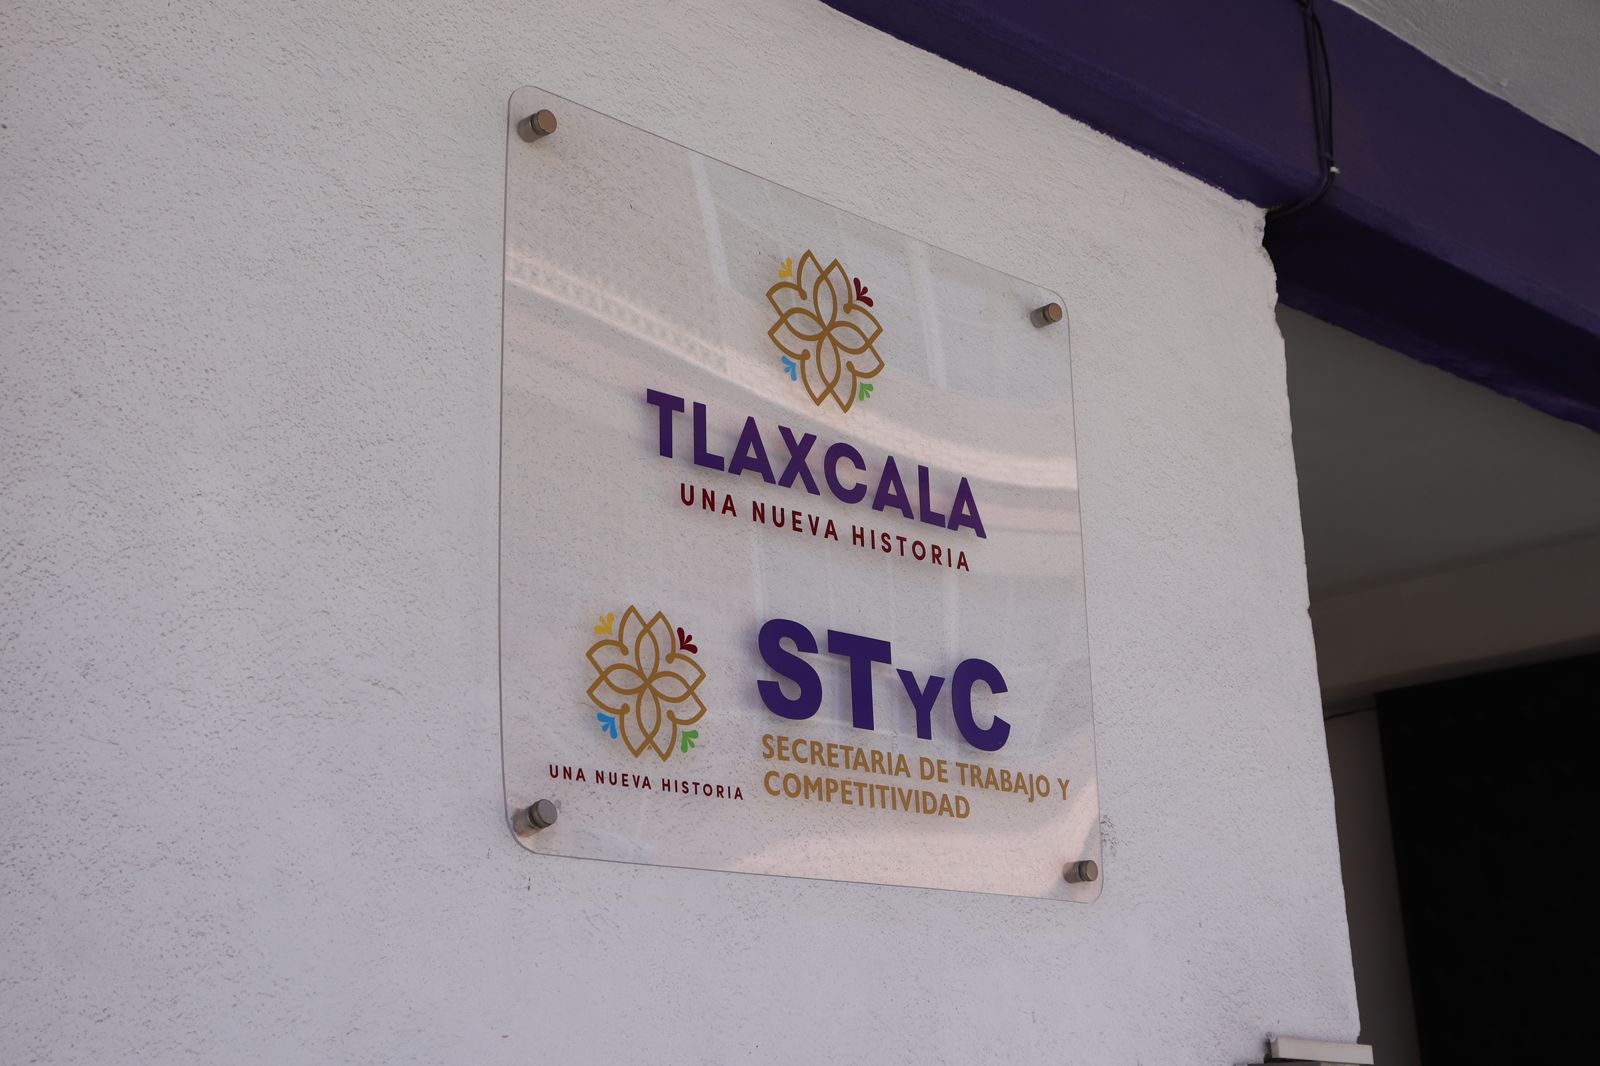 TLAXCALA
UNA NUEVA HISTORIA
STyC
SECRETARIA DE TRABAJO Y
COMPETITIVIDAD
UNA NUEVA HISTORIA